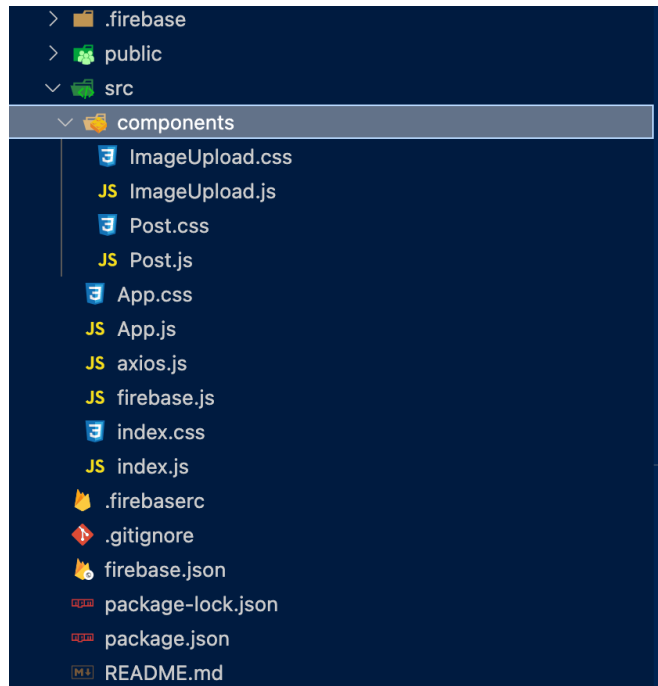 .firebase
public
src
components
ImageUpload.css
JS ImageUpload.js
Post.css
JS Post.js
App.css
JS App.js
JS axios.js
JS firebase.js
index.css
JS index.js
.firebaserc
.gitignore
firebase.json
package-lock.json
package.json
M↓ README.md